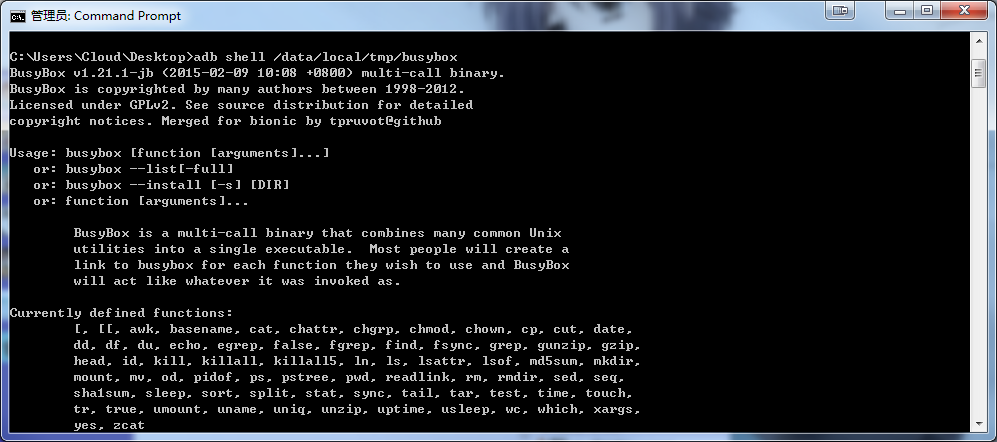 管理员: Command Prompt
C:\Users\Cloud\Desktop>adb shell /data/local/tmp/busybox
BusyBox v1.21.1-jb (2015-02-09 10:08 +0800) multi-call binary.
BusyBox is copyrighted by many authors between 1998-2012.
Licensed under GPLv2. See source distribution for detailed
copyright notices. Merged for bionic by tpruvot@github
Usage: busybox [function [arguments]...]
or: busybox --list[-full]
or: busybox --install [-s] [DIR]
or: function [arguments]...
BusyBox is a multi-call binary that combines many common Unix
utilities into a single executable.  Most people will create a
link to busybox for each function they wish to use and BusyBox
will act like whatever it was invoked as.
Currently defined functions:
[, [[, awk, basename, cat, chattr, chgrp, chmod, chown, cp, cut, date,
dd, df, du, echo, egrep, false, fgrep, find, fsync, grep, gunzip, gzip,
head, id, kill, killall, killall5, ln, ls, lsattr, lsof, md5sum, mkdir,
mount, mv, od, pidof, ps, pstree, pwd, readlink, rm, rmdir, sed, seq,
sha1sum, sleep, sort, split, stat, sync, tail, tar, test, time, touch,
tr, true, umount, uname, uniq, unzip, uptime, usleep, wc, which, xargs,
yes, zcat